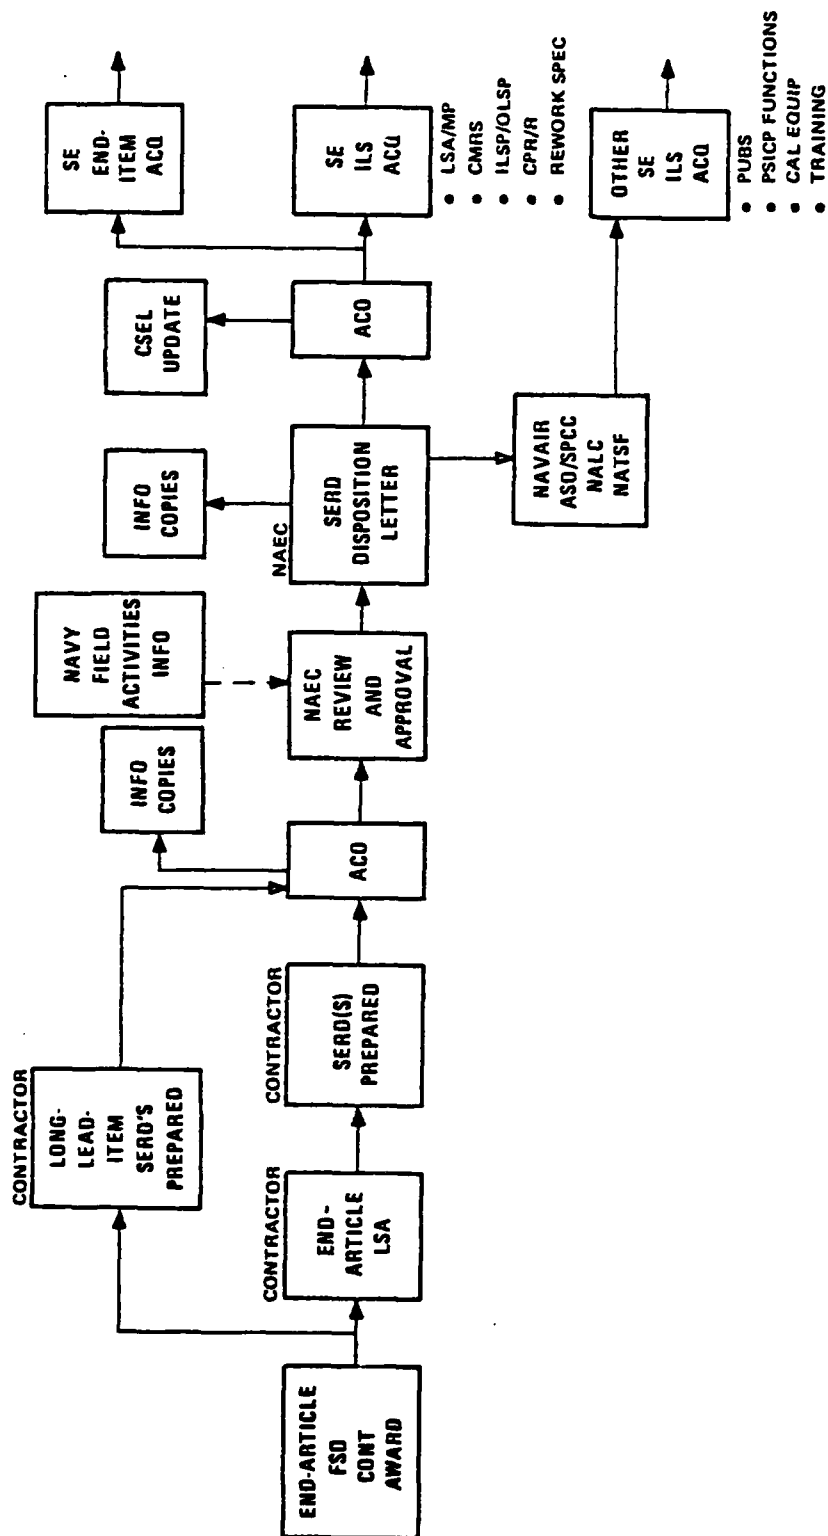 END-ARTICLE
FSD
CONT
AWARD
CONTRACTOR
LONG-
LEAD-
ITEM
SERD'S
PREPARED
CONTRACTOR
END-
ARTICLE
LSA
CONTRACTOR
SERD(S)
PREPARED
ACO
INFO
COPIES
NAVY
FIELD
ACTIVITIES
INFO
NAEC
REVIEW
AND
APPROVAL
NAEC
SERD
DISPOSITION
LETTER
INFO
COPIES
ACO
CSEL
UPDATE
SE
END-
ITEM
ACQ
SE
ILS
ACQ
• LSA/MP
• CMRS
• ILSP/OLSP
• CPR/R
• REWORK SPEC
NAVAIR
ASO/SPCC
NALC
NATSF
OTHER
SE
ILS
ACQ
• PUBS
• PSICP FUNCTIONS
• CAL EQUIP
• TRAINING